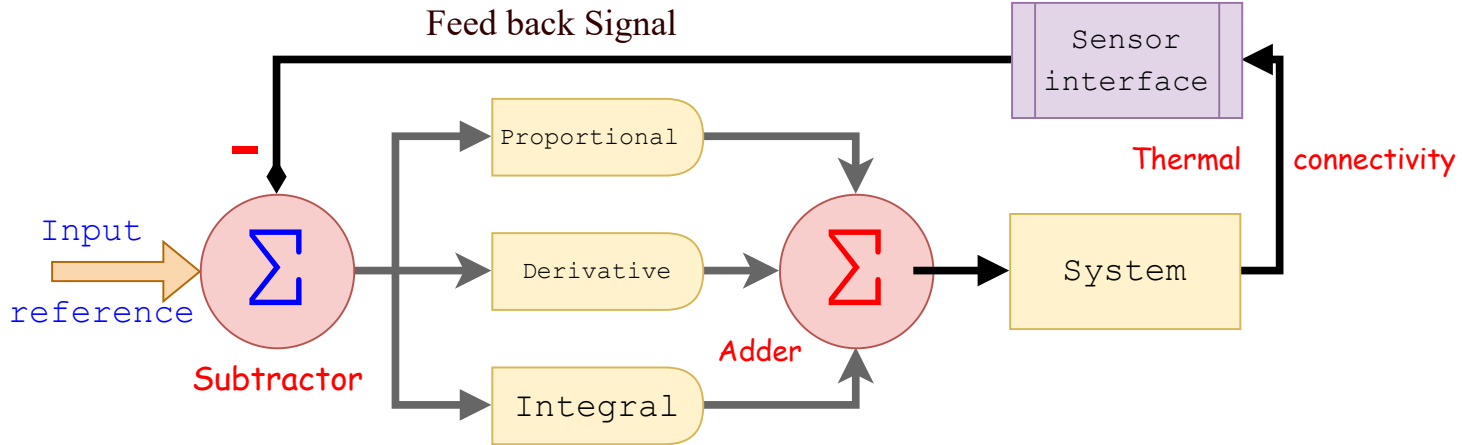 Feed back Signal
Sensor
interface
–
Proportional
Thermal connectivity
Input
Σ
Derivative
Σ
System
reference
Subtractor
Adder
Integral